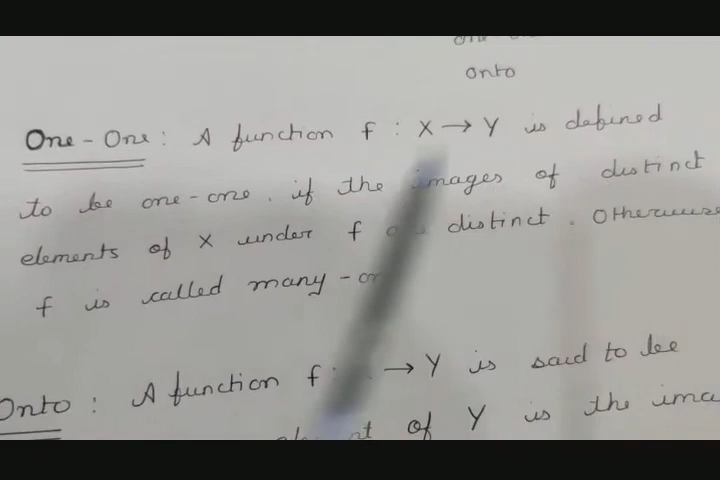 onto
One - One : A function f : X → Y is defined
to be one-one, if the images of distinct
elements of X under f distinct. Otherwise
f is called many -
Onto : A function f → Y is said to be
of Y is the